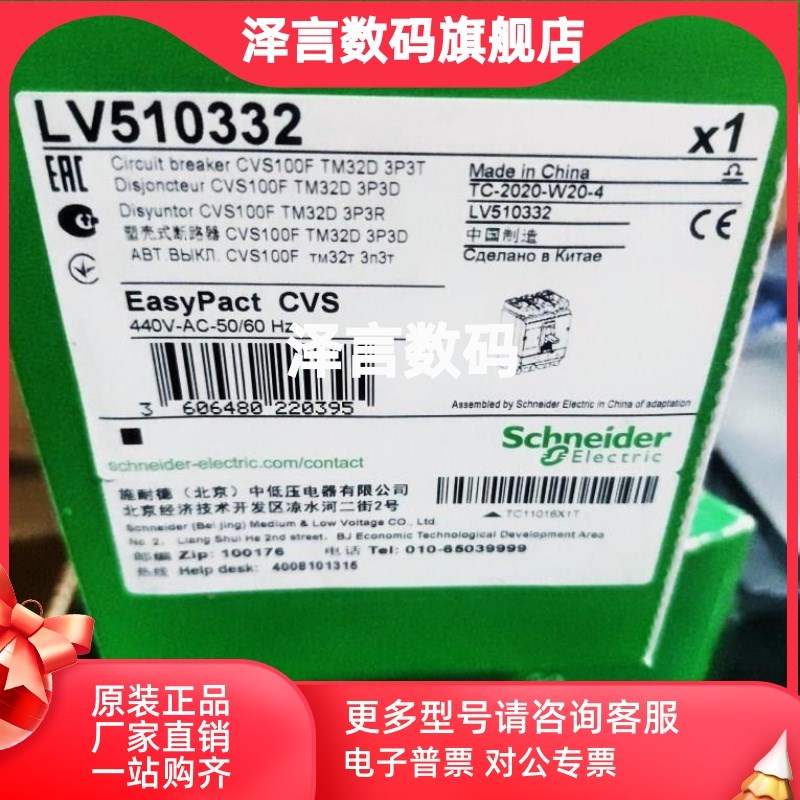 泽言数码旗舰店
LV510332
x1
EAC
Circuit breaker CVS100F TM32D 3P3T
Disjoncteur CVS100F TM32D 3P3D
Disyuntor CVS100F TM32D 3P3R
塑壳式断路器 CVS100F TM32D 3P3D
АВТ.ВЫКЛ. CVS100F тм32т 3п3т
Made in China
TC-2020-W20-4
LV510332
中国制造
Сделано в Китае
CE
EasyPact CVS
440V-AC-50/60 Hz
泽言数码
3 606480 220395
Assembled by Schneider Electric in China of adaptation
Schneider
Electric
schneider-electric.com/contact
施耐德（北京）中低压电器有限公司
北京经济技术开发区凉水河二街2号
TC11016X1T
Schneider (Beijing) Medium & Low Voltage CO., Ltd.
No. 2, Liang Shui He 2nd street, BJ Economic Technological Development Area
邮编 Zip: 100176 电话 Tel: 010-65039999
热线 Help desk: 4008101315
原装正品
厂家直销
一站购齐
更多型号请咨询客服
电子普票 对公专票